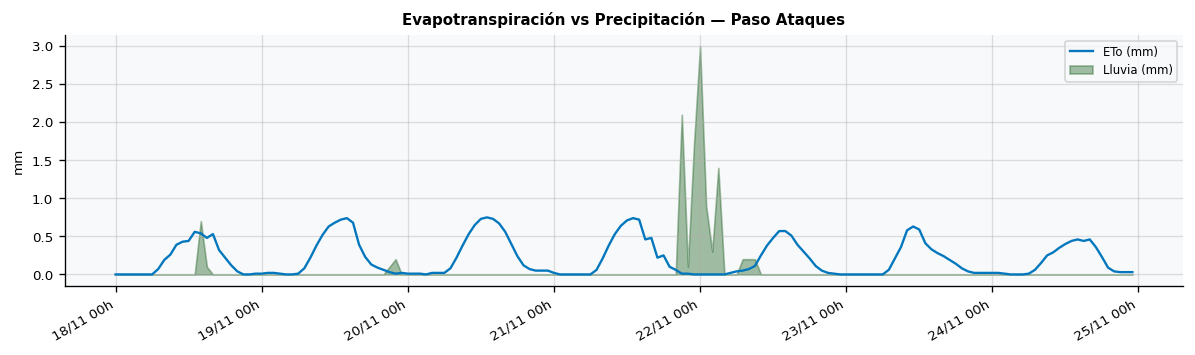 Evapotranspiración vs Precipitación — Paso Ataques
ETo (mm)
Lluvia (mm)
mm
3.0
2.5
2.0
1.5
1.0
0.5
0.0
18/11 00h
19/11 00h
20/11 00h
21/11 00h
22/11 00h
23/11 00h
24/11 00h
25/11 00h